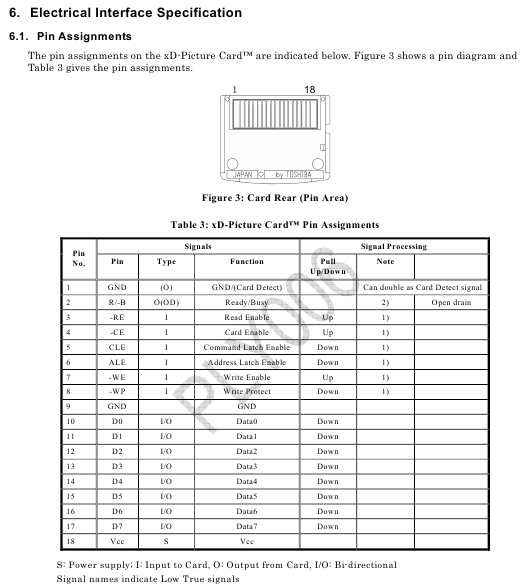 6. Electrical Interface Specification
6.1. Pin Assignments
The pin assignments on the xD-Picture Card™ are indicated below. Figure 3 shows a pin diagram and
Table 3 gives the pin assignments.
1 18
JAPAN by TOSHIBA
Figure 3: Card Rear (Pin Area)
Table 3: xD-Picture Card™ Pin Assignments
Pin No. Signals Signal Processing
Pin Type Function Pull Up/Down Note
1 GND (O) GND/(Card Detect) Can double as Card Detect signal
2 R/-B O(OD) Ready/Busy 2) Open drain
3 -RE I Read Enable Up 1)
4 -CE I Card Enable Up 1)
5 CLE I Command Latch Enable Down 1)
6 ALE I Address Latch Enable Down 1)
7 -WE I Write Enable Up 1)
8 -WP I Write Protect Down 1)
9 GND GND
10 D0 I/O Data0 Down
11 D1 I/O Data1 Down
12 D2 I/O Data2 Down
13 D3 I/O Data3 Down
14 D4 I/O Data4 Down
15 D5 I/O Data5 Down
16 D6 I/O Data6 Down
17 D7 I/O Data7 Down
18 Vcc S Vcc
S: Power supply; I: Input to Card, O: Output from Card, I/O: Bi-directional
Signal names indicate Low True signals